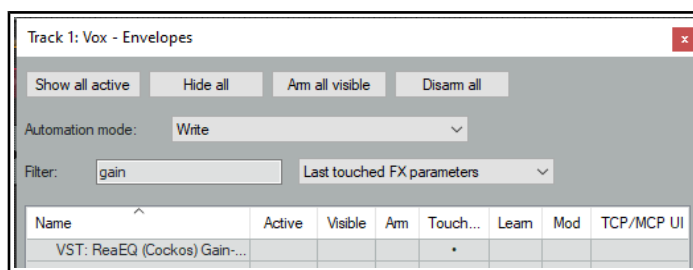 Track 1: Vox - Envelopes x
Show all active Hide all Arm all visible Disarm all
Automation mode: Write
Filter: gain Last touched FX parameters
Name Active Visible Arm Touch... Learn Mod TCP/MCP UI
VST: ReaEQ (Cockos) Gain-... •